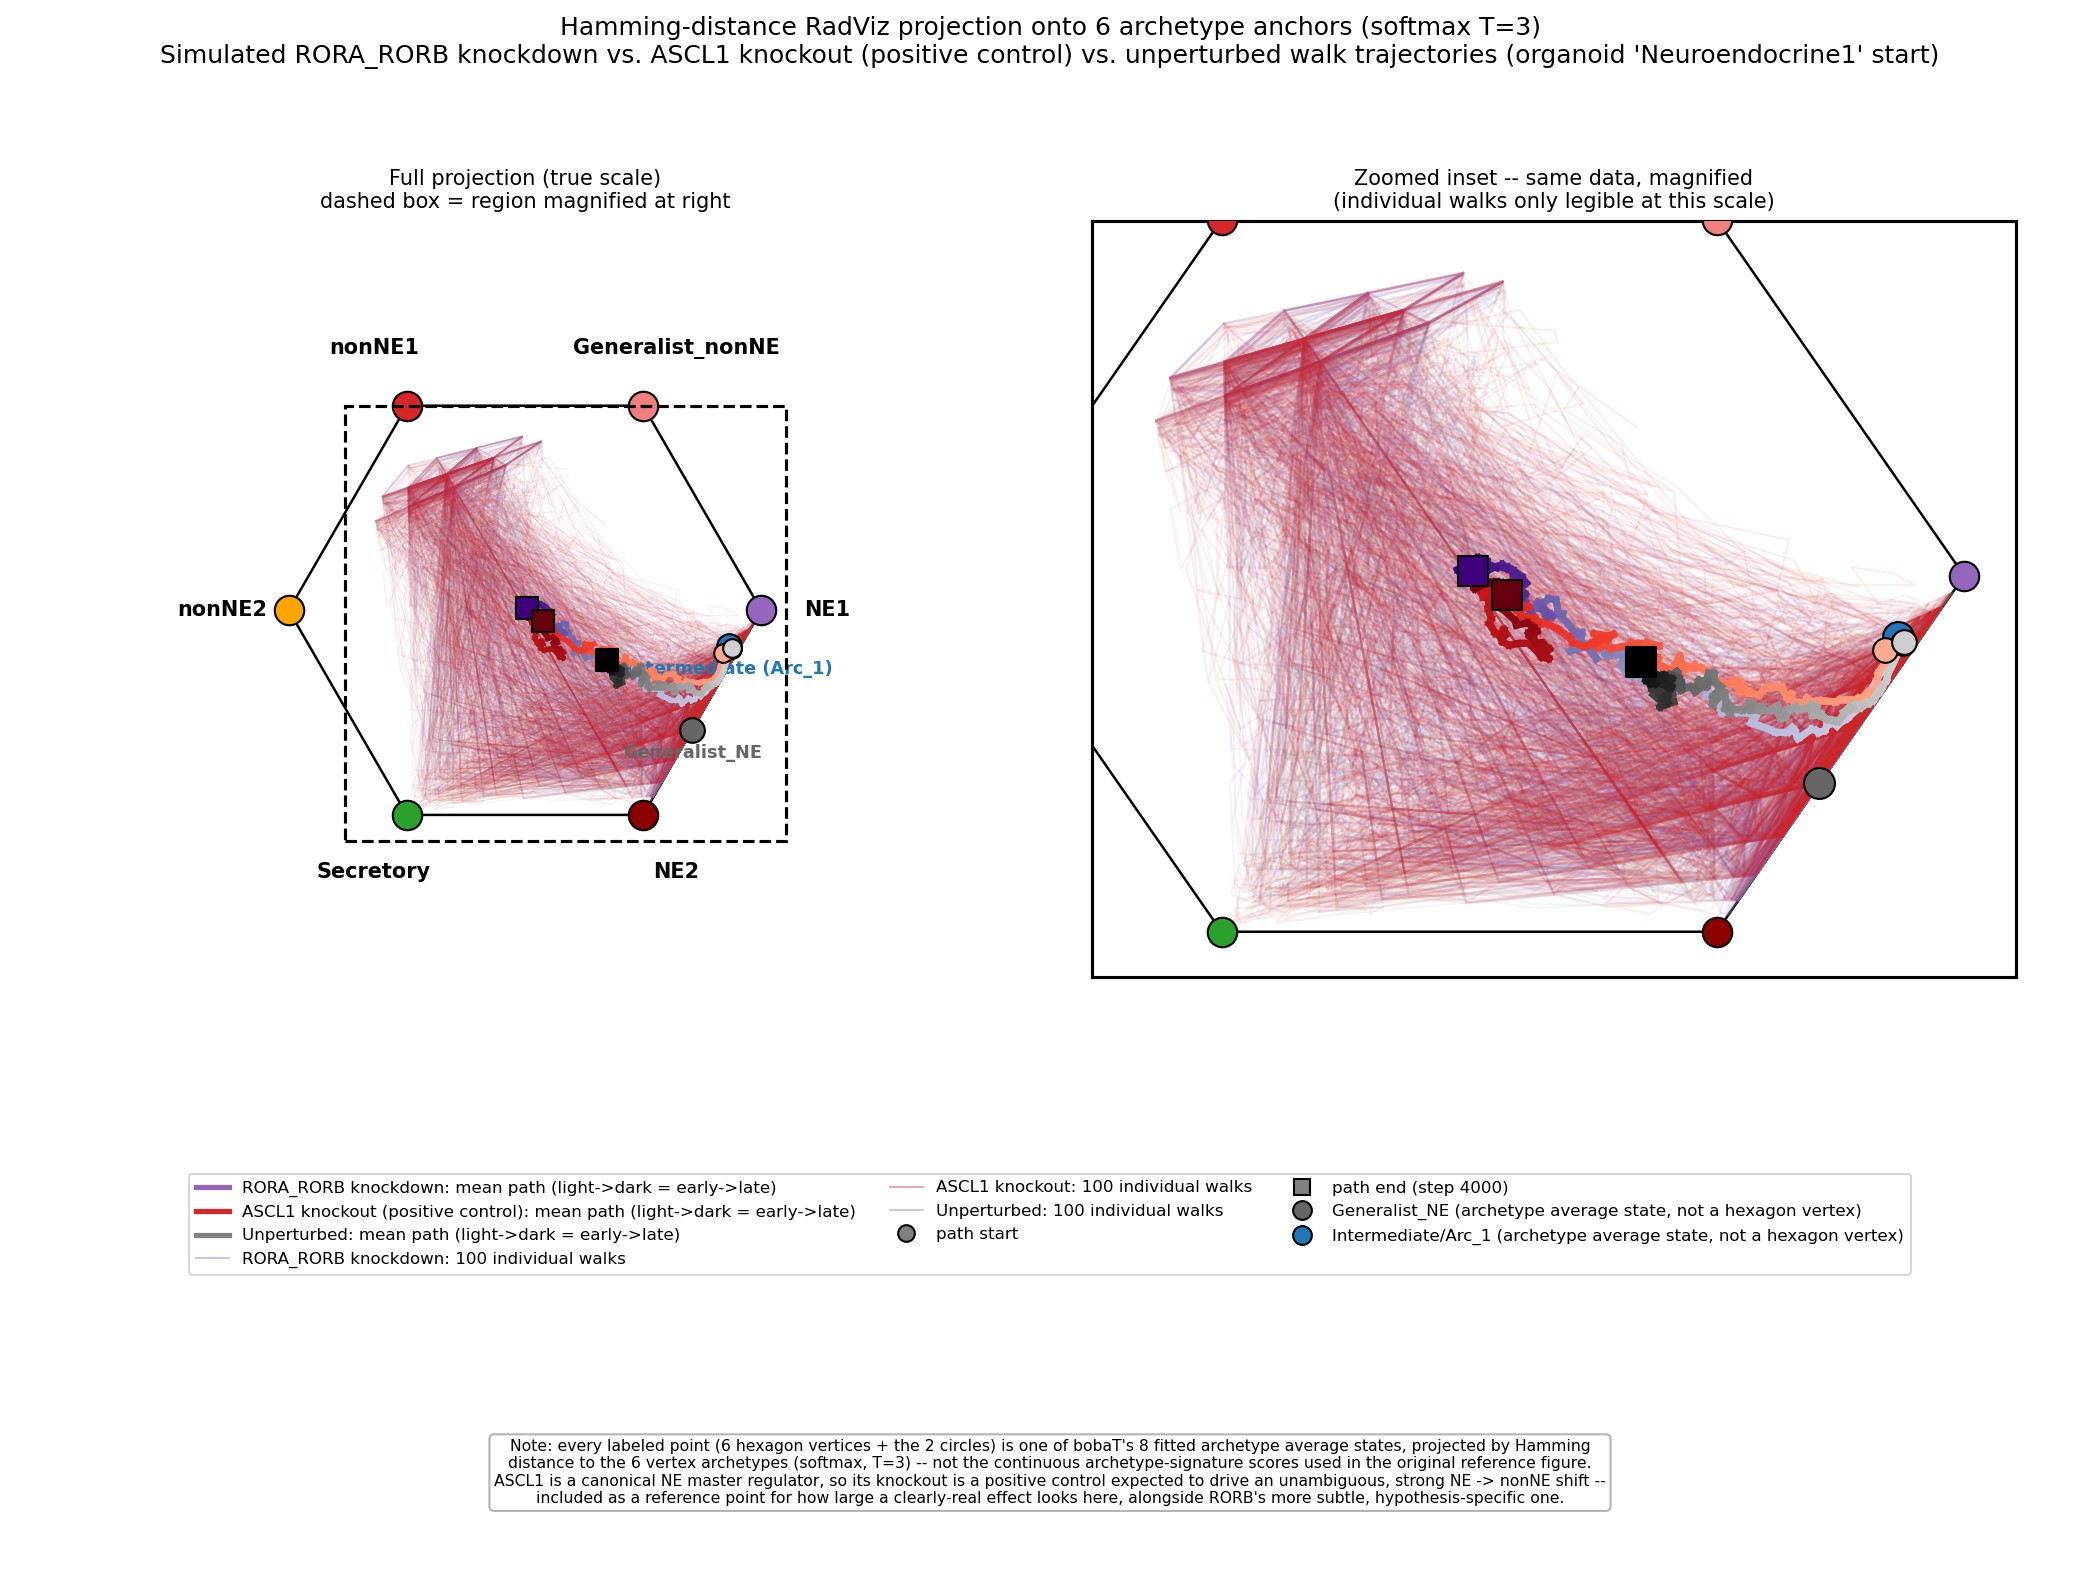 Hamming-distance RadViz projection onto 6 archetype anchors (softmax T=3)
Simulated RORA_RORB knockdown vs. ASCL1 knockout (positive control) vs. unperturbed walk trajectories (organoid 'Neuroendocrine1' start)
Full projection (true scale)
dashed box = region magnified at right
Zoomed inset -- same data, magnified
(individual walks only legible at this scale)
nonNE1
Generalist_nonNE
nonNE2
NE1
Intermediate (Arc_1)
Generalist_NE
Secretory
NE2
RORA_RORB knockdown: mean path (light->dark = early->late)
ASCL1 knockout (positive control): mean path (light->dark = early->late)
Unperturbed: mean path (light->dark = early->late)
RORA_RORB knockdown: 100 individual walks
ASCL1 knockout: 100 individual walks
Unperturbed: 100 individual walks
path start
path end (step 4000)
Generalist_NE (archetype average state, not a hexagon vertex)
Intermediate/Arc_1 (archetype average state, not a hexagon vertex)
Note: every labeled point (6 hexagon vertices + the 2 circles) is one of bobaT's 8 fitted archetype average states, projected by Hamming
distance to the 6 vertex archetypes (softmax, T=3) -- not the continuous archetype-signature scores used in the original reference figure.
ASCL1 is a canonical NE master regulator, so its knockout is a positive control expected to drive an unambiguous, strong NE -> nonNE shift --
included as a reference point for how large a clearly-real effect looks here, alongside RORB's more subtle, hypothesis-specific one.